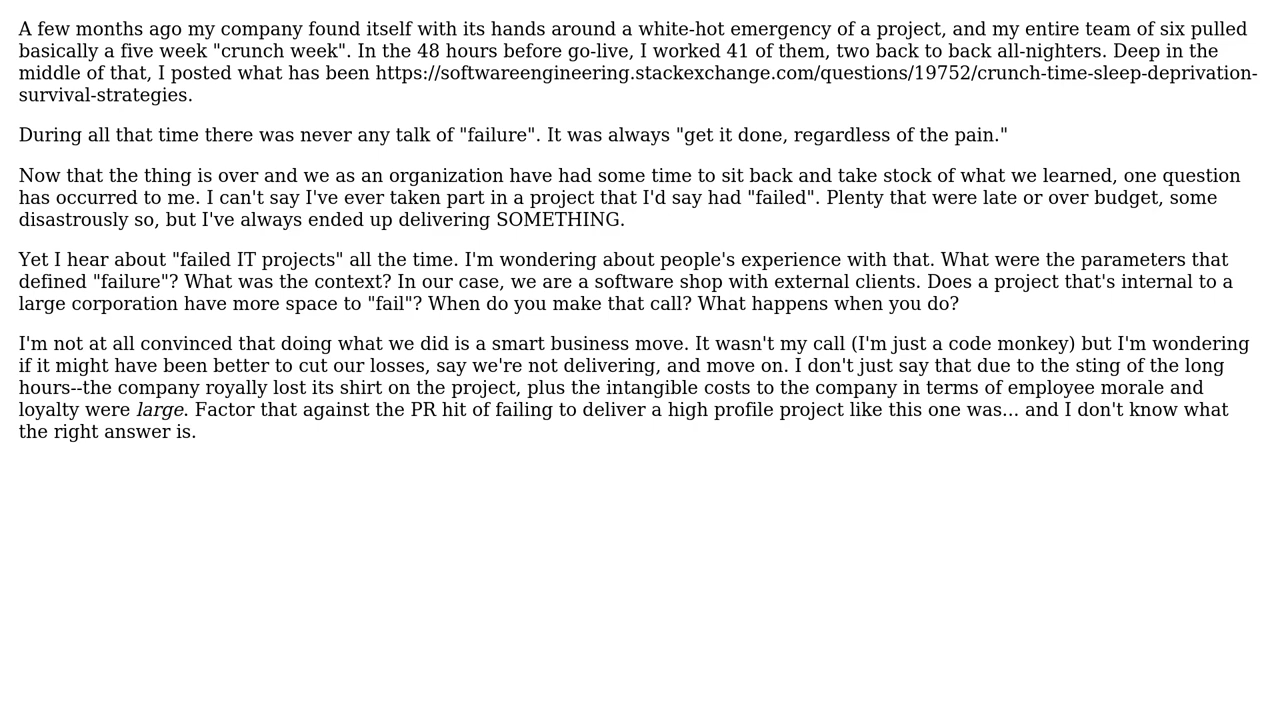 A few months ago my company found itself with its hands around a white-hot emergency of a project, and my entire team of six pulled
basically a five week "crunch week". In the 48 hours before go-live, I worked 41 of them, two back to back all-nighters. Deep in the
middle of that, I posted what has been https://softwareengineering.stackexchange.com/questions/19752/crunch-time-sleep-deprivation-
survival-strategies.
During all that time there was never any talk of "failure". It was always "get it done, regardless of the pain."
Now that the thing is over and we as an organization have had some time to sit back and take stock of what we learned, one question
has occurred to me. I can't say I've ever taken part in a project that I'd say had "failed". Plenty that were late or over budget, some
disastrously so, but I've always ended up delivering SOMETHING.
Yet I hear about "failed IT projects" all the time. I'm wondering about people's experience with that. What were the parameters that
defined "failure"? What was the context? In our case, we are a software shop with external clients. Does a project that's internal to a
large corporation have more space to "fail"? When do you make that call? What happens when you do?
I'm not at all convinced that doing what we did is a smart business move. It wasn't my call (I'm just a code monkey) but I'm wondering
if it might have been better to cut our losses, say we're not delivering, and move on. I don't just say that due to the sting of the long
hours--the company royally lost its shirt on the project, plus the intangible costs to the company in terms of employee morale and
loyalty were large. Factor that against the PR hit of failing to deliver a high profile project like this one was... and I don't know what
the right answer is.